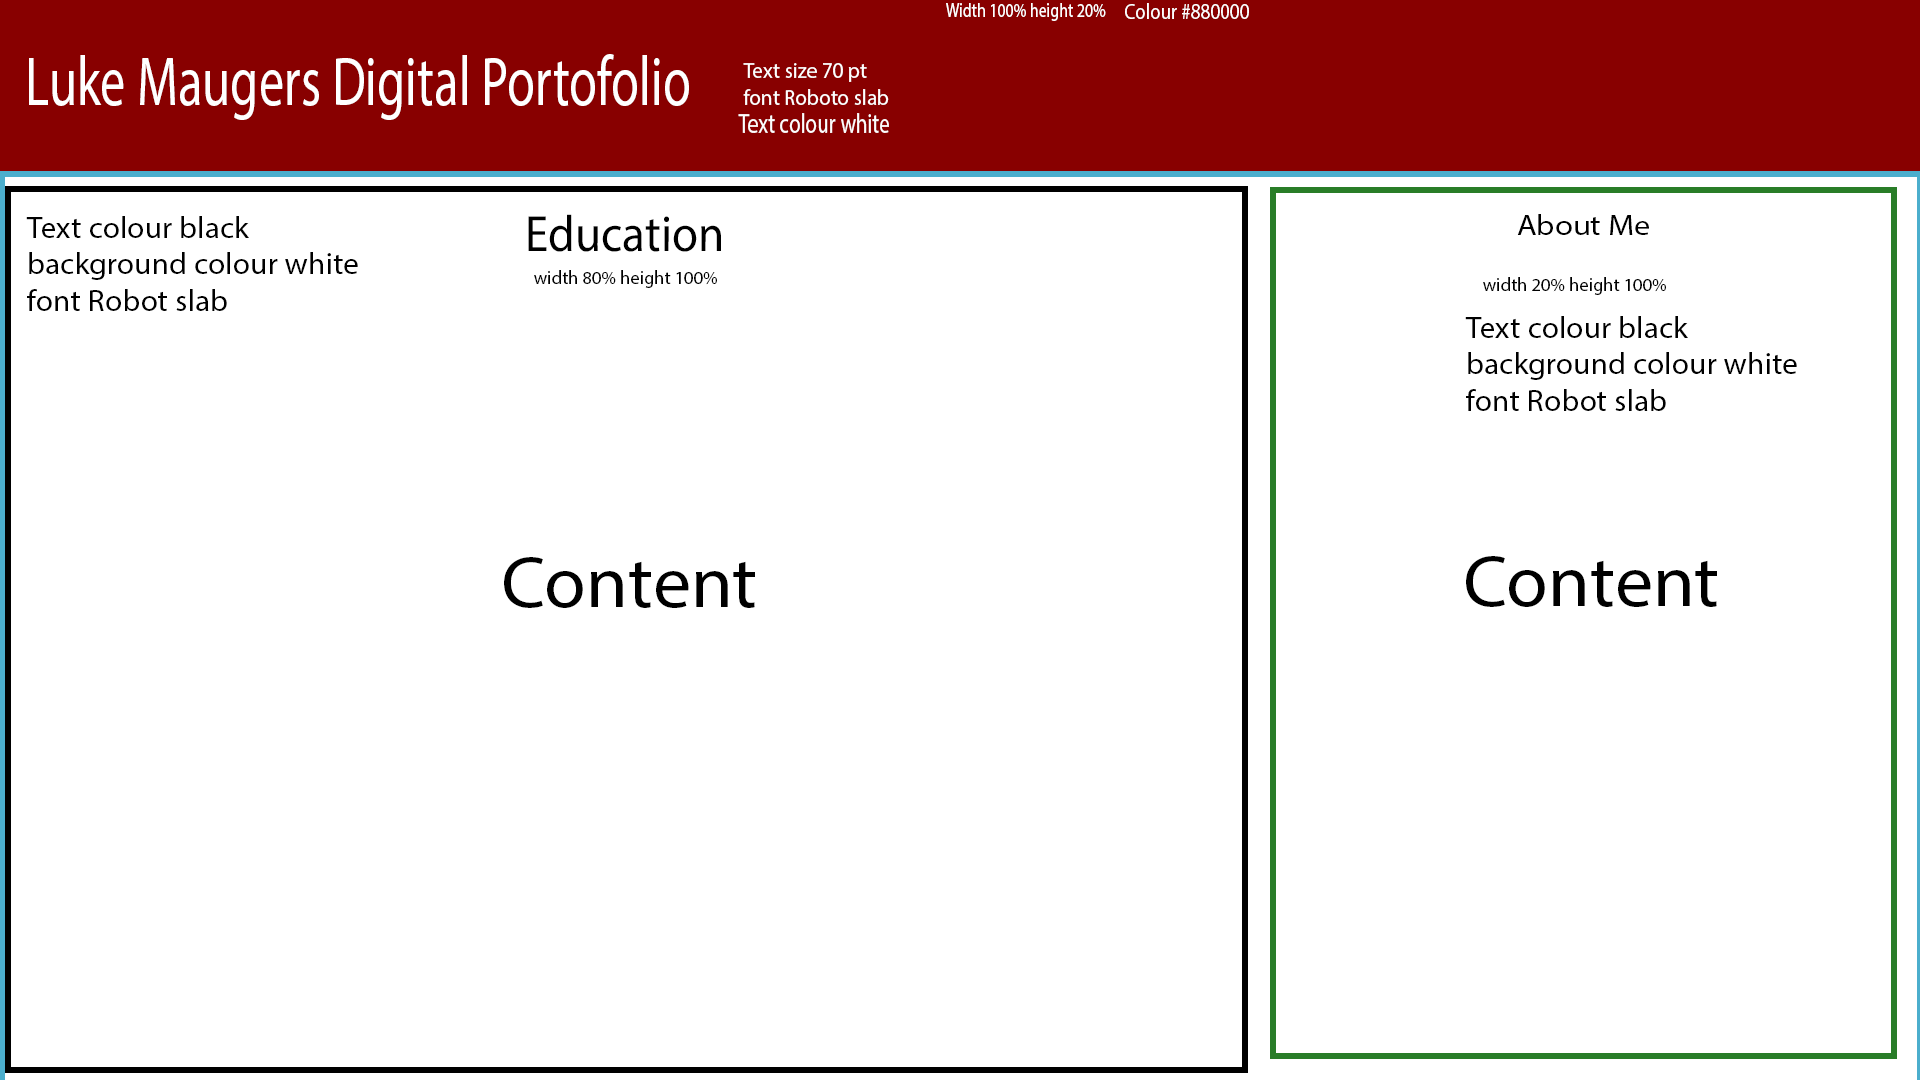 Width 100% height 20% Colour #880000
Luke Maugers Digital Portofolio
Text size 70 pt
font Roboto slab
Text colour white
Text colour black
background colour white
font Robot slab
Education
width 80% height 100%
Content
About Me
width 20% height 100%
Text colour black
background colour white
font Robot slab
Content